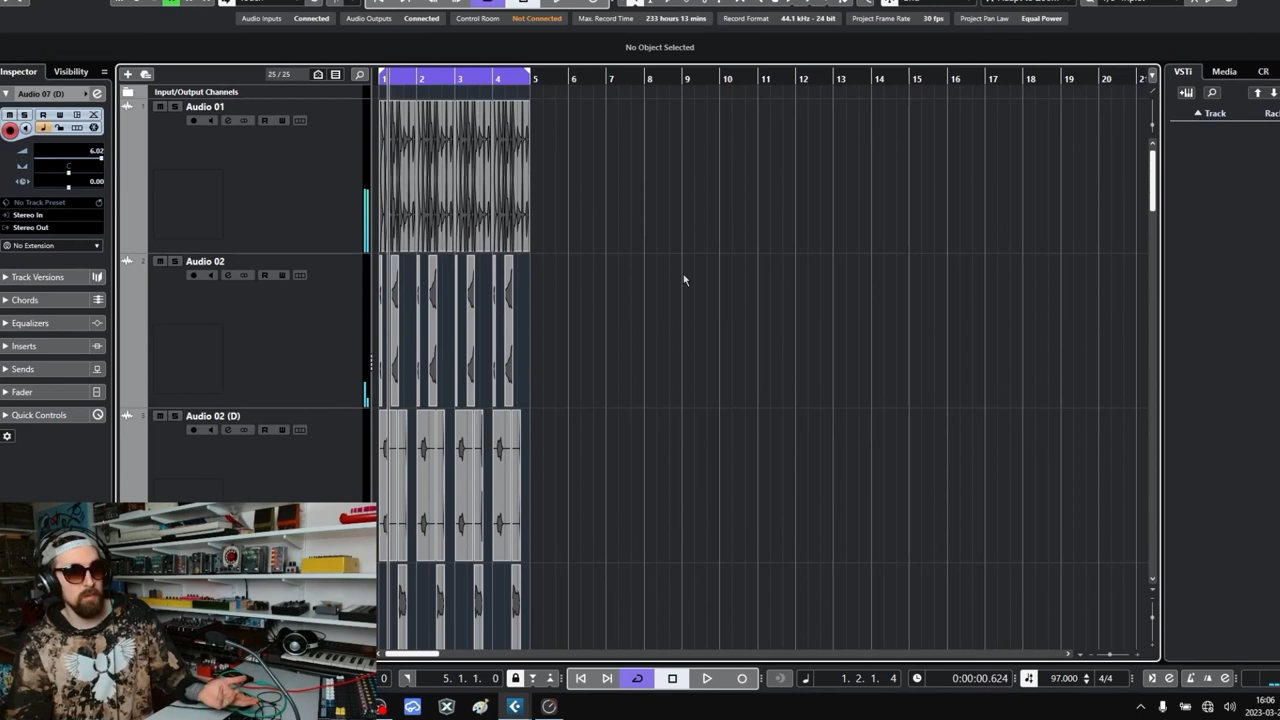 Audio Inputs Connected Audio Outputs Connected Control Room Not Connected Max. Record Time 233 hours 13 mins Record Format 44.1 kHz - 24 bit Project Frame Rate 30 fps Project Pan Law Equal Power
No Object Selected
Inspector Visibility 25 / 25 1 2 3 4 5 6 7 8 9 10 11 12 13 14 15 16 17 18 19 20 VSTi Media CR
Audio 07 (D) Input/Output Channels
1 Audio 01
m S R W
Track
m S R W
6.02
C
0.00
No Track Preset
Stereo In
Stereo Out
No Extension
2 m S Audio 02
R W
Track Versions
Chords
Equalizers
Inserts
Sends
Fader
Quick Controls
3 m S Audio 02 (D)
R W
0 5. 1. 1. 0 1. 2. 1. 4 0:00:00.624 4/4
16:06